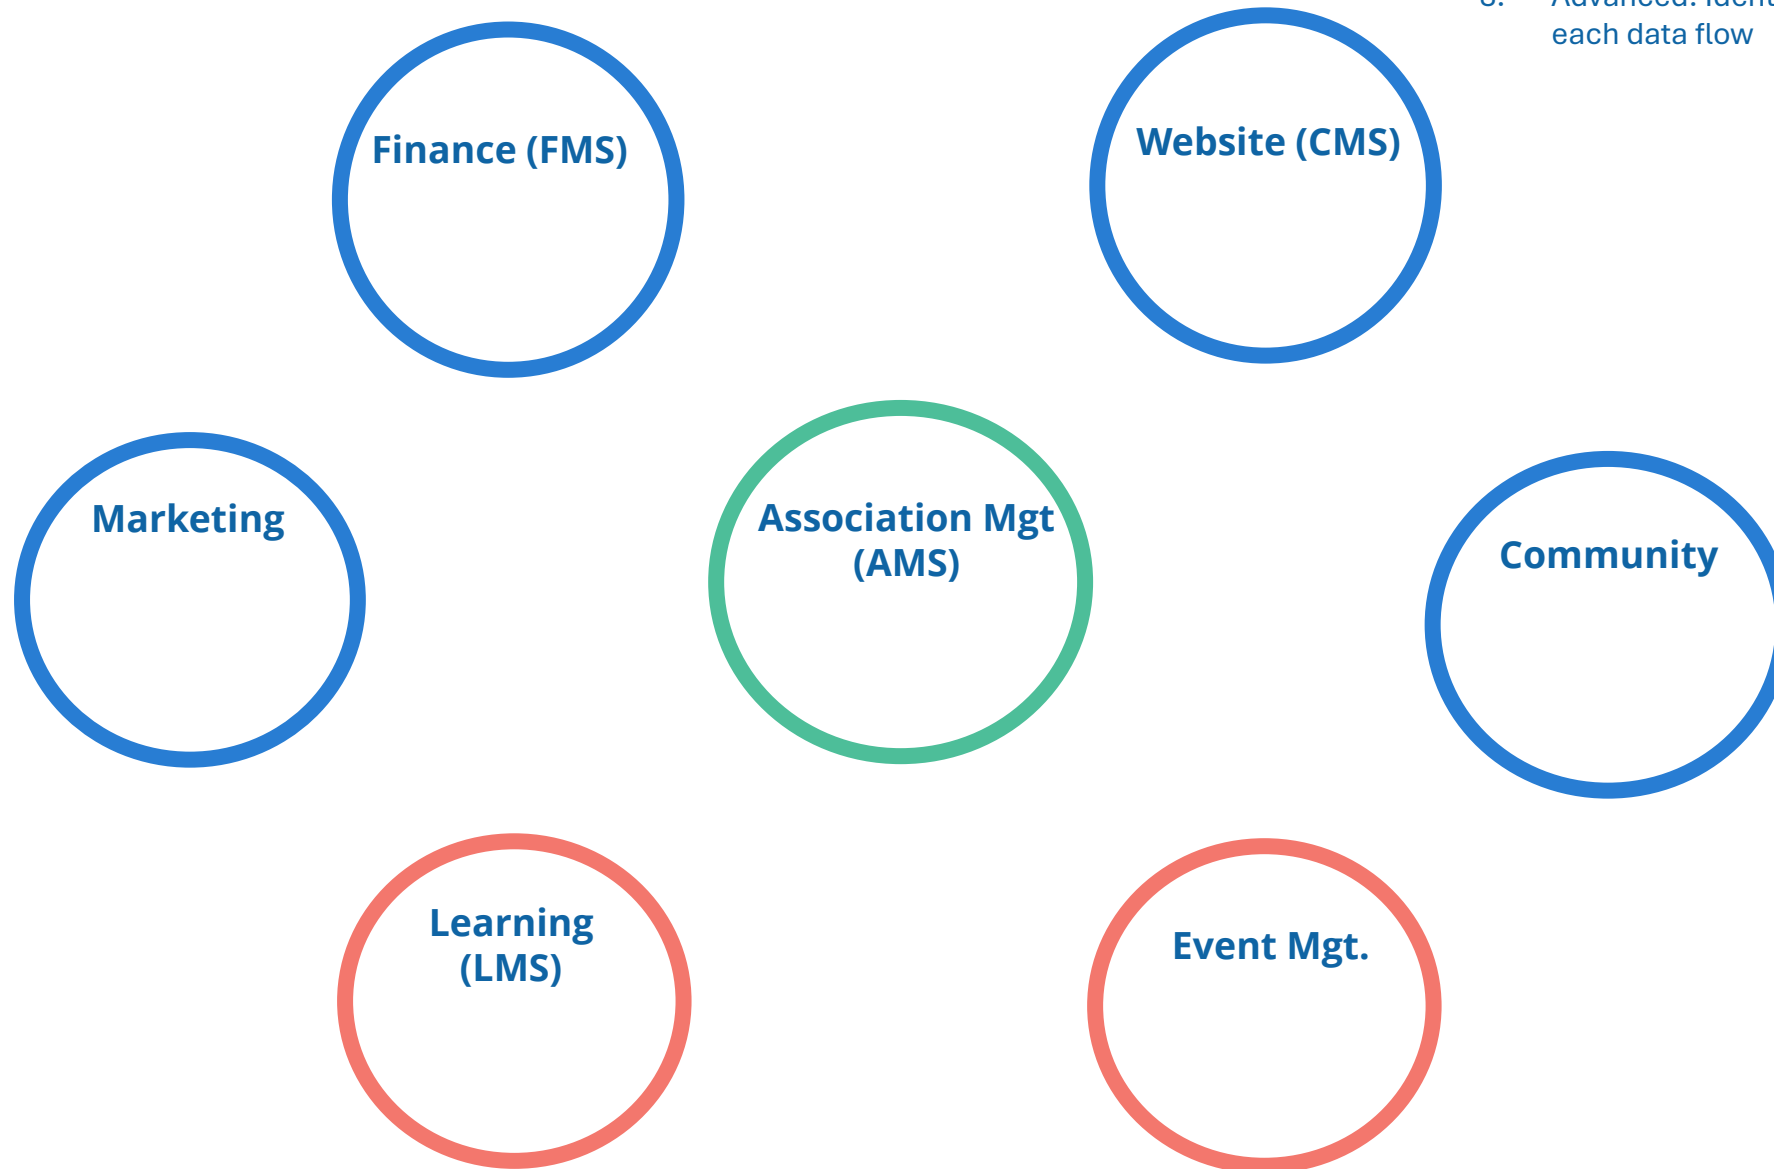 each data flow
Finance (FMS)
Website (CMS)
Marketing
Association Mgt
(AMS)
Community
Learning
(LMS)
Event Mgt.